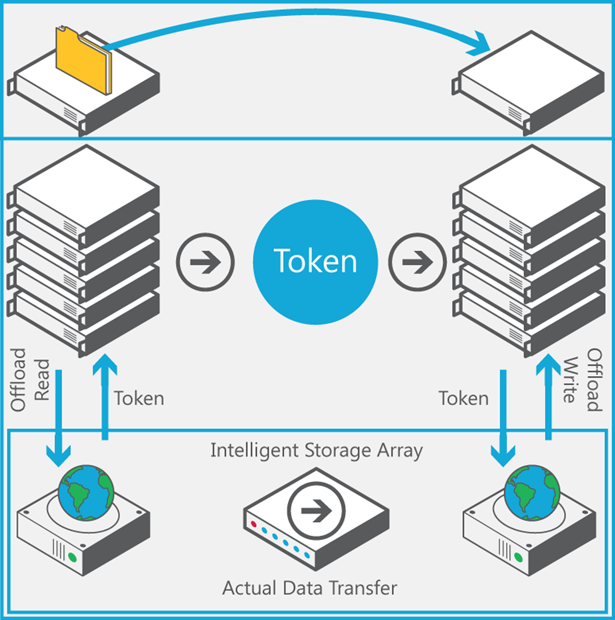 Token
Offload
Read
Token
Token
Offload
Write
Intelligent Storage Array
Actual Data Transfer